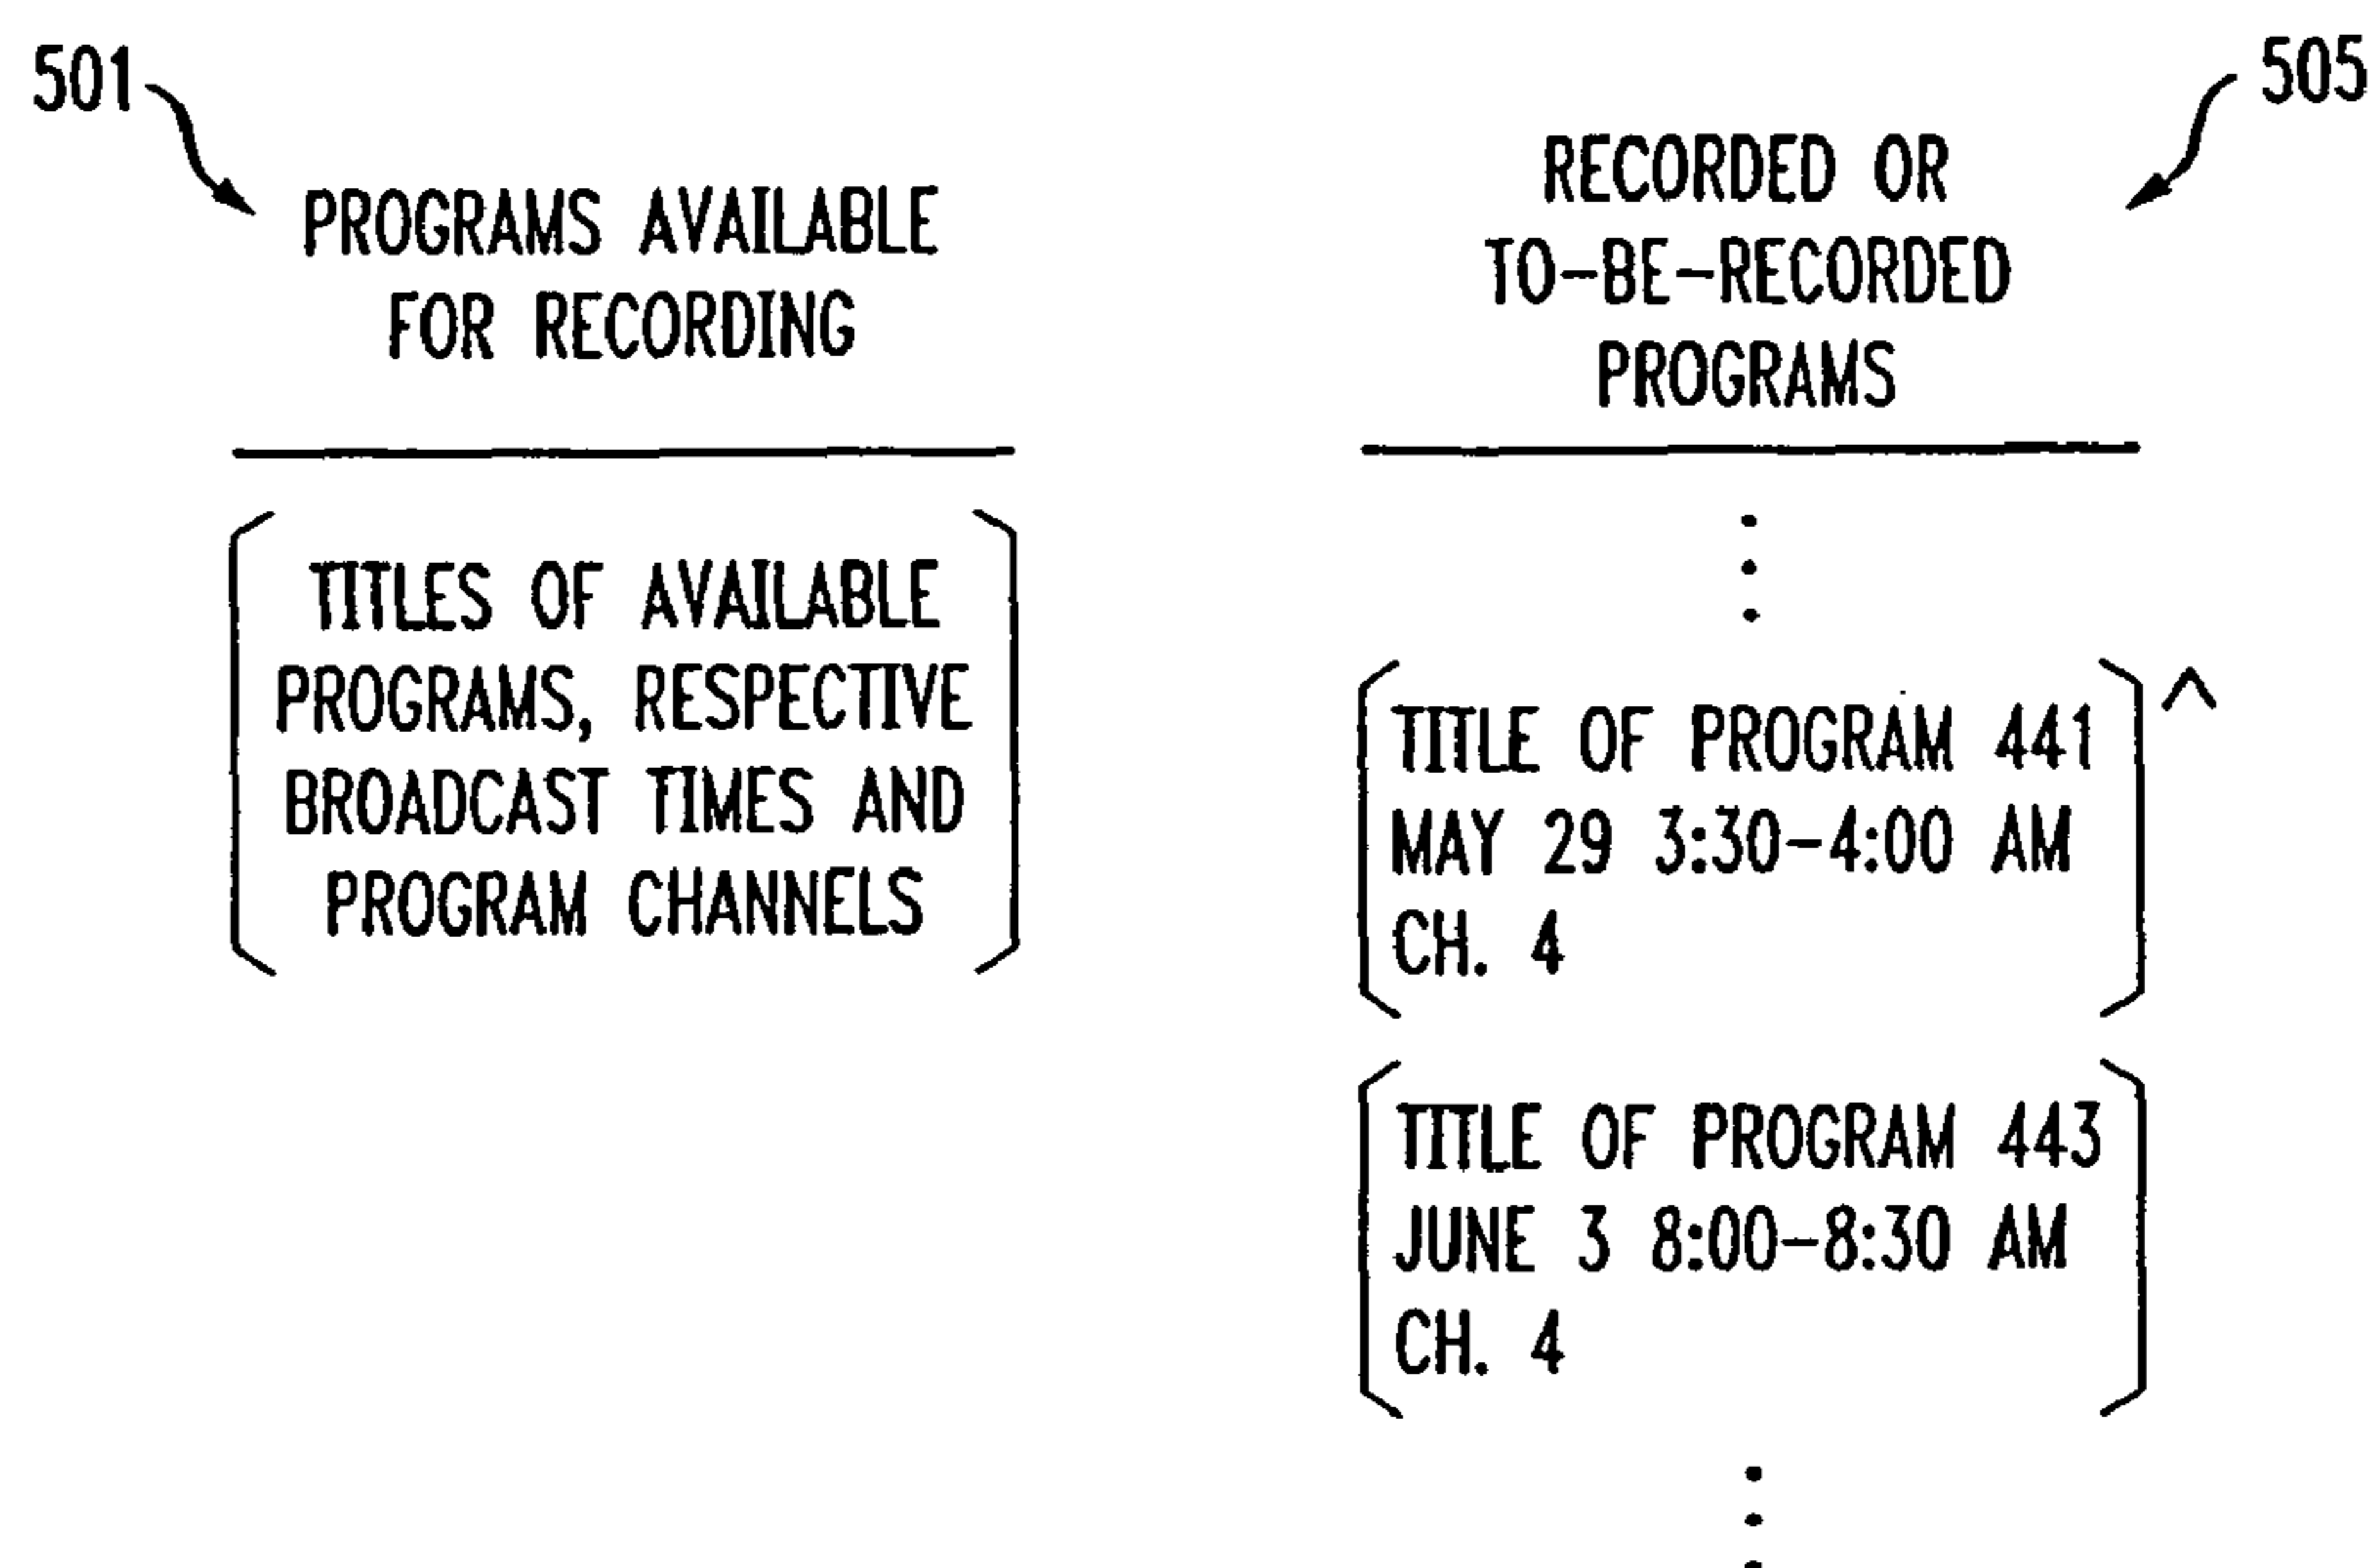 501
PROGRAMS AVAILABLE
FOR RECORDING
TITLES OF AVAILABLE
PROGRAMS, RESPECTIVE
BROADCAST TIMES AND
PROGRAM CHANNELS
505
RECORDED OR
TO-BE-RECORDED
PROGRAMS
TITLE OF PROGRAM 441 ^
MAY 29 3:30-4:00 AM
CH. 4
TITLE OF PROGRAM 443
JUNE 3 8:00-8:30 AM
CH. 4